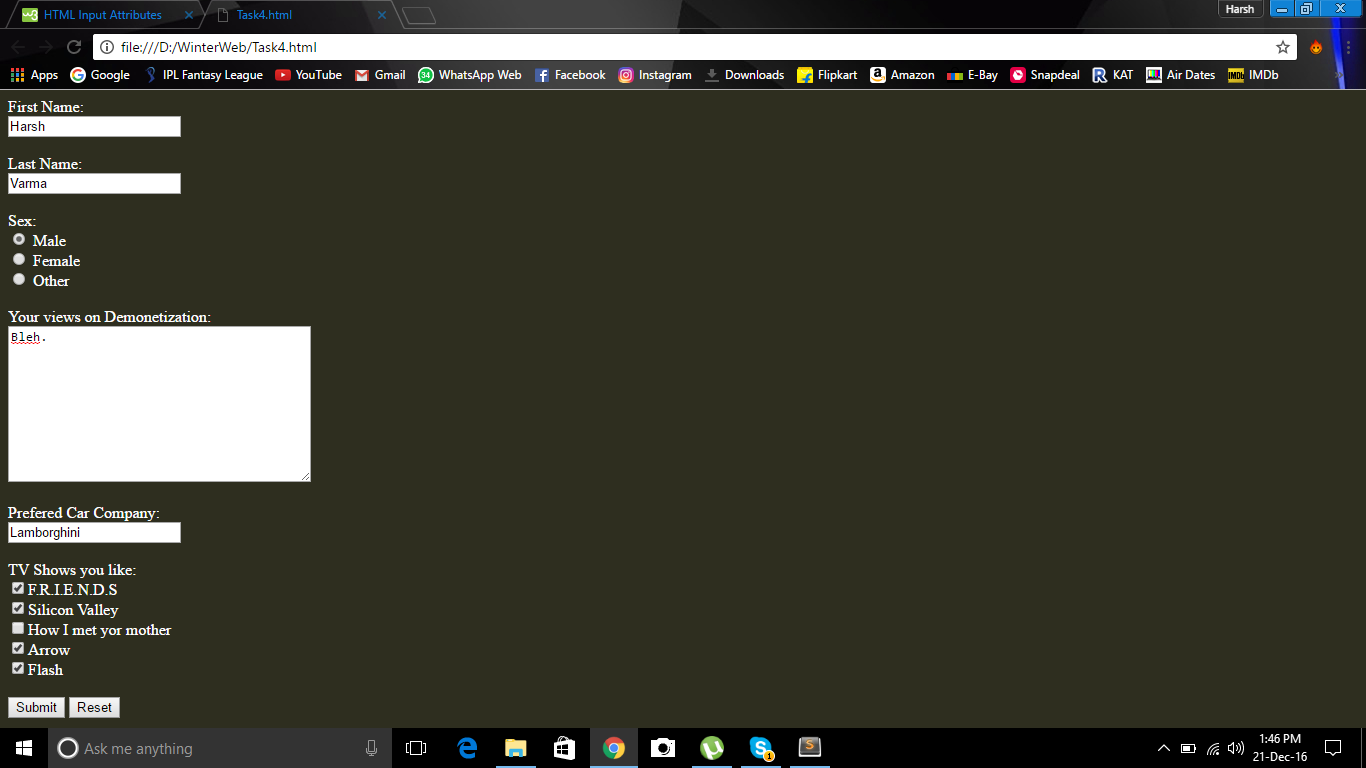 HTML Input Attributes
Task4.html
Harsh
file:///D:/WinterWeb/Task4.html
Apps Google IPL Fantasy League YouTube Gmail 34 WhatsApp Web Facebook Instagram Downloads Flipkart Amazon E-Bay Snapdeal R KAT Air Dates IMDb IMDb
First Name:
Harsh
Last Name:
Varma
Sex:
Male
Female
Other
Your views on Demonetization:
Bleh.
Prefered Car Company:
Lamborghini
TV Shows you like:
F.R.I.E.N.D.S
Silicon Valley
How I met yor mother
Arrow
Flash
Submit Reset
Ask me anything
1
1:46 PM
21-Dec-16